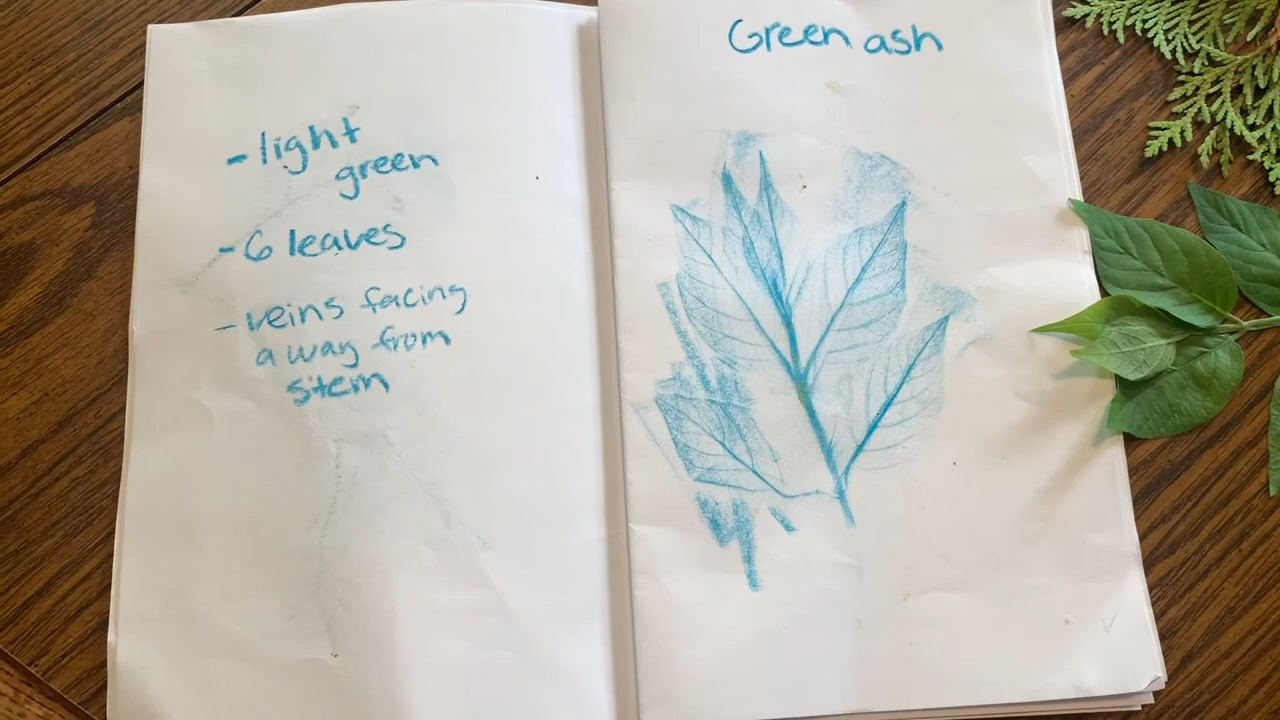 - light
green
- 6 leaves
- veins facing
away from
stem
Green ash